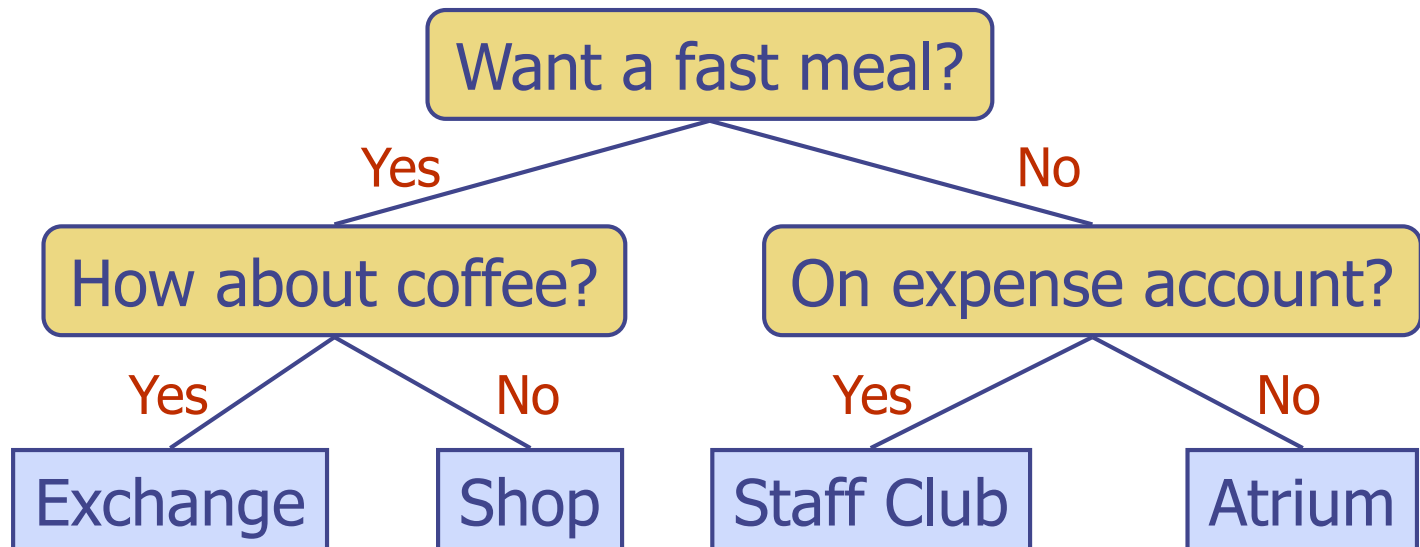 Want a fast meal?
Yes
No
How about coffee?
On expense account?
Yes
No
Yes
No
Exchange
Shop
Staff Club
Atrium